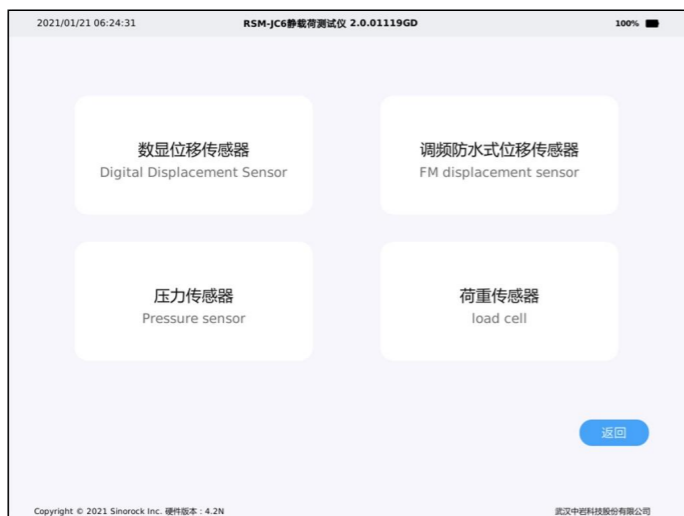 2021/01/21 06:24:31 RSM-JC6静载荷测试仪 2.0.01119GD 100%
数显位移传感器
Digital Displacement Sensor
调频防水式位移传感器
FM displacement sensor
压力传感器
Pressure sensor
荷重传感器
load cell
返回
Copyright © 2021 Sinorock Inc. 硬件版本 : 4.2N 武汉中岩科技股份有限公司